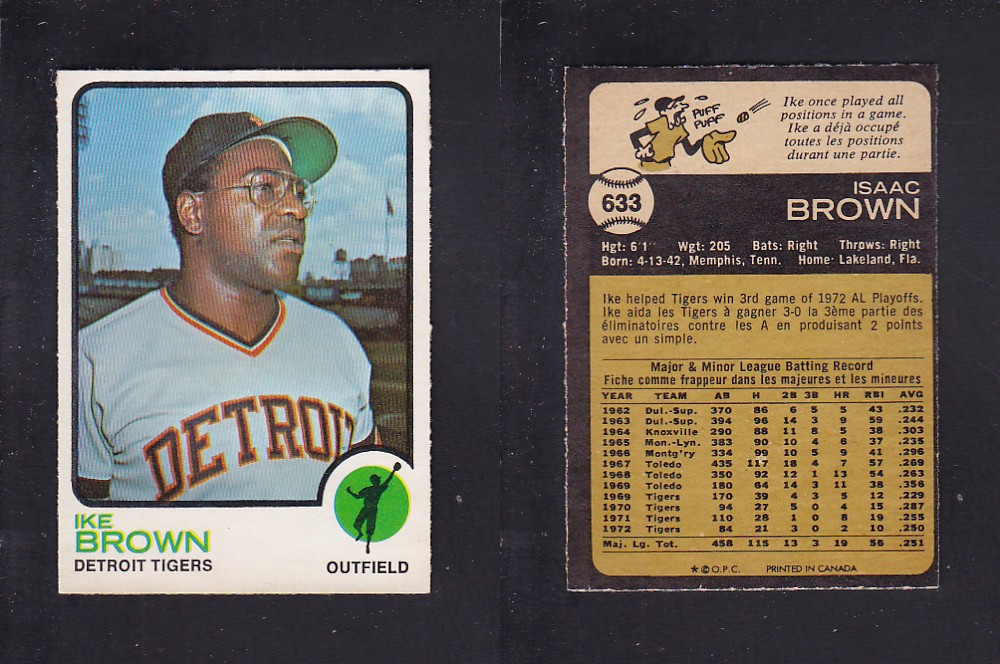 DETROIT
IKE
BROWN
DETROIT TIGERS
OUTFIELD
PUFF
PUFF
Ike once played all
positions in a game.
Ike a déjà occupé
toutes les positions
durant une partie.
633
ISAAC
BROWN
Hgt: 6'1" Wgt: 205 Bats: Right Throws: Right
Born: 4-13-42, Memphis, Tenn. Home: Lakeland, Fla.
Ike helped Tigers win 3rd game of 1972 AL Playoffs.
Ike aida les Tigers à gagner 3-0 la 3ème partie des
éliminatoires contre les A en produisant 2 points
avec un simple.
Major & Minor League Batting Record
Fiche comme frappeur dans les majeures et les mineures
YEAR TEAM AB H 2B 3B HR RBI AVG
1962 Dul.-Sup. 370 86 6 5 5 43 .232
1963 Dul.-Sup. 394 96 14 3 9 59 .244
1964 Knoxville 290 88 11 8 5 38 .303
1965 Mon.-Lyn. 383 90 10 4 6 37 .235
1966 Montg'ry 334 99 10 5 9 41 .296
1967 Toledo 435 117 18 4 7 57 .269
1968 Toledo 350 92 12 1 13 54 .263
1969 Toledo 180 64 14 3 11 38 .356
1969 Tigers 170 39 4 3 5 12 .229
1970 Tigers 94 27 5 0 4 15 .287
1971 Tigers 110 28 1 0 8 19 .255
1972 Tigers 84 21 3 0 2 10 .250
Maj. Lg. Tot. 458 115 13 3 19 56 .251
*© O.P.C. PRINTED IN CANADA